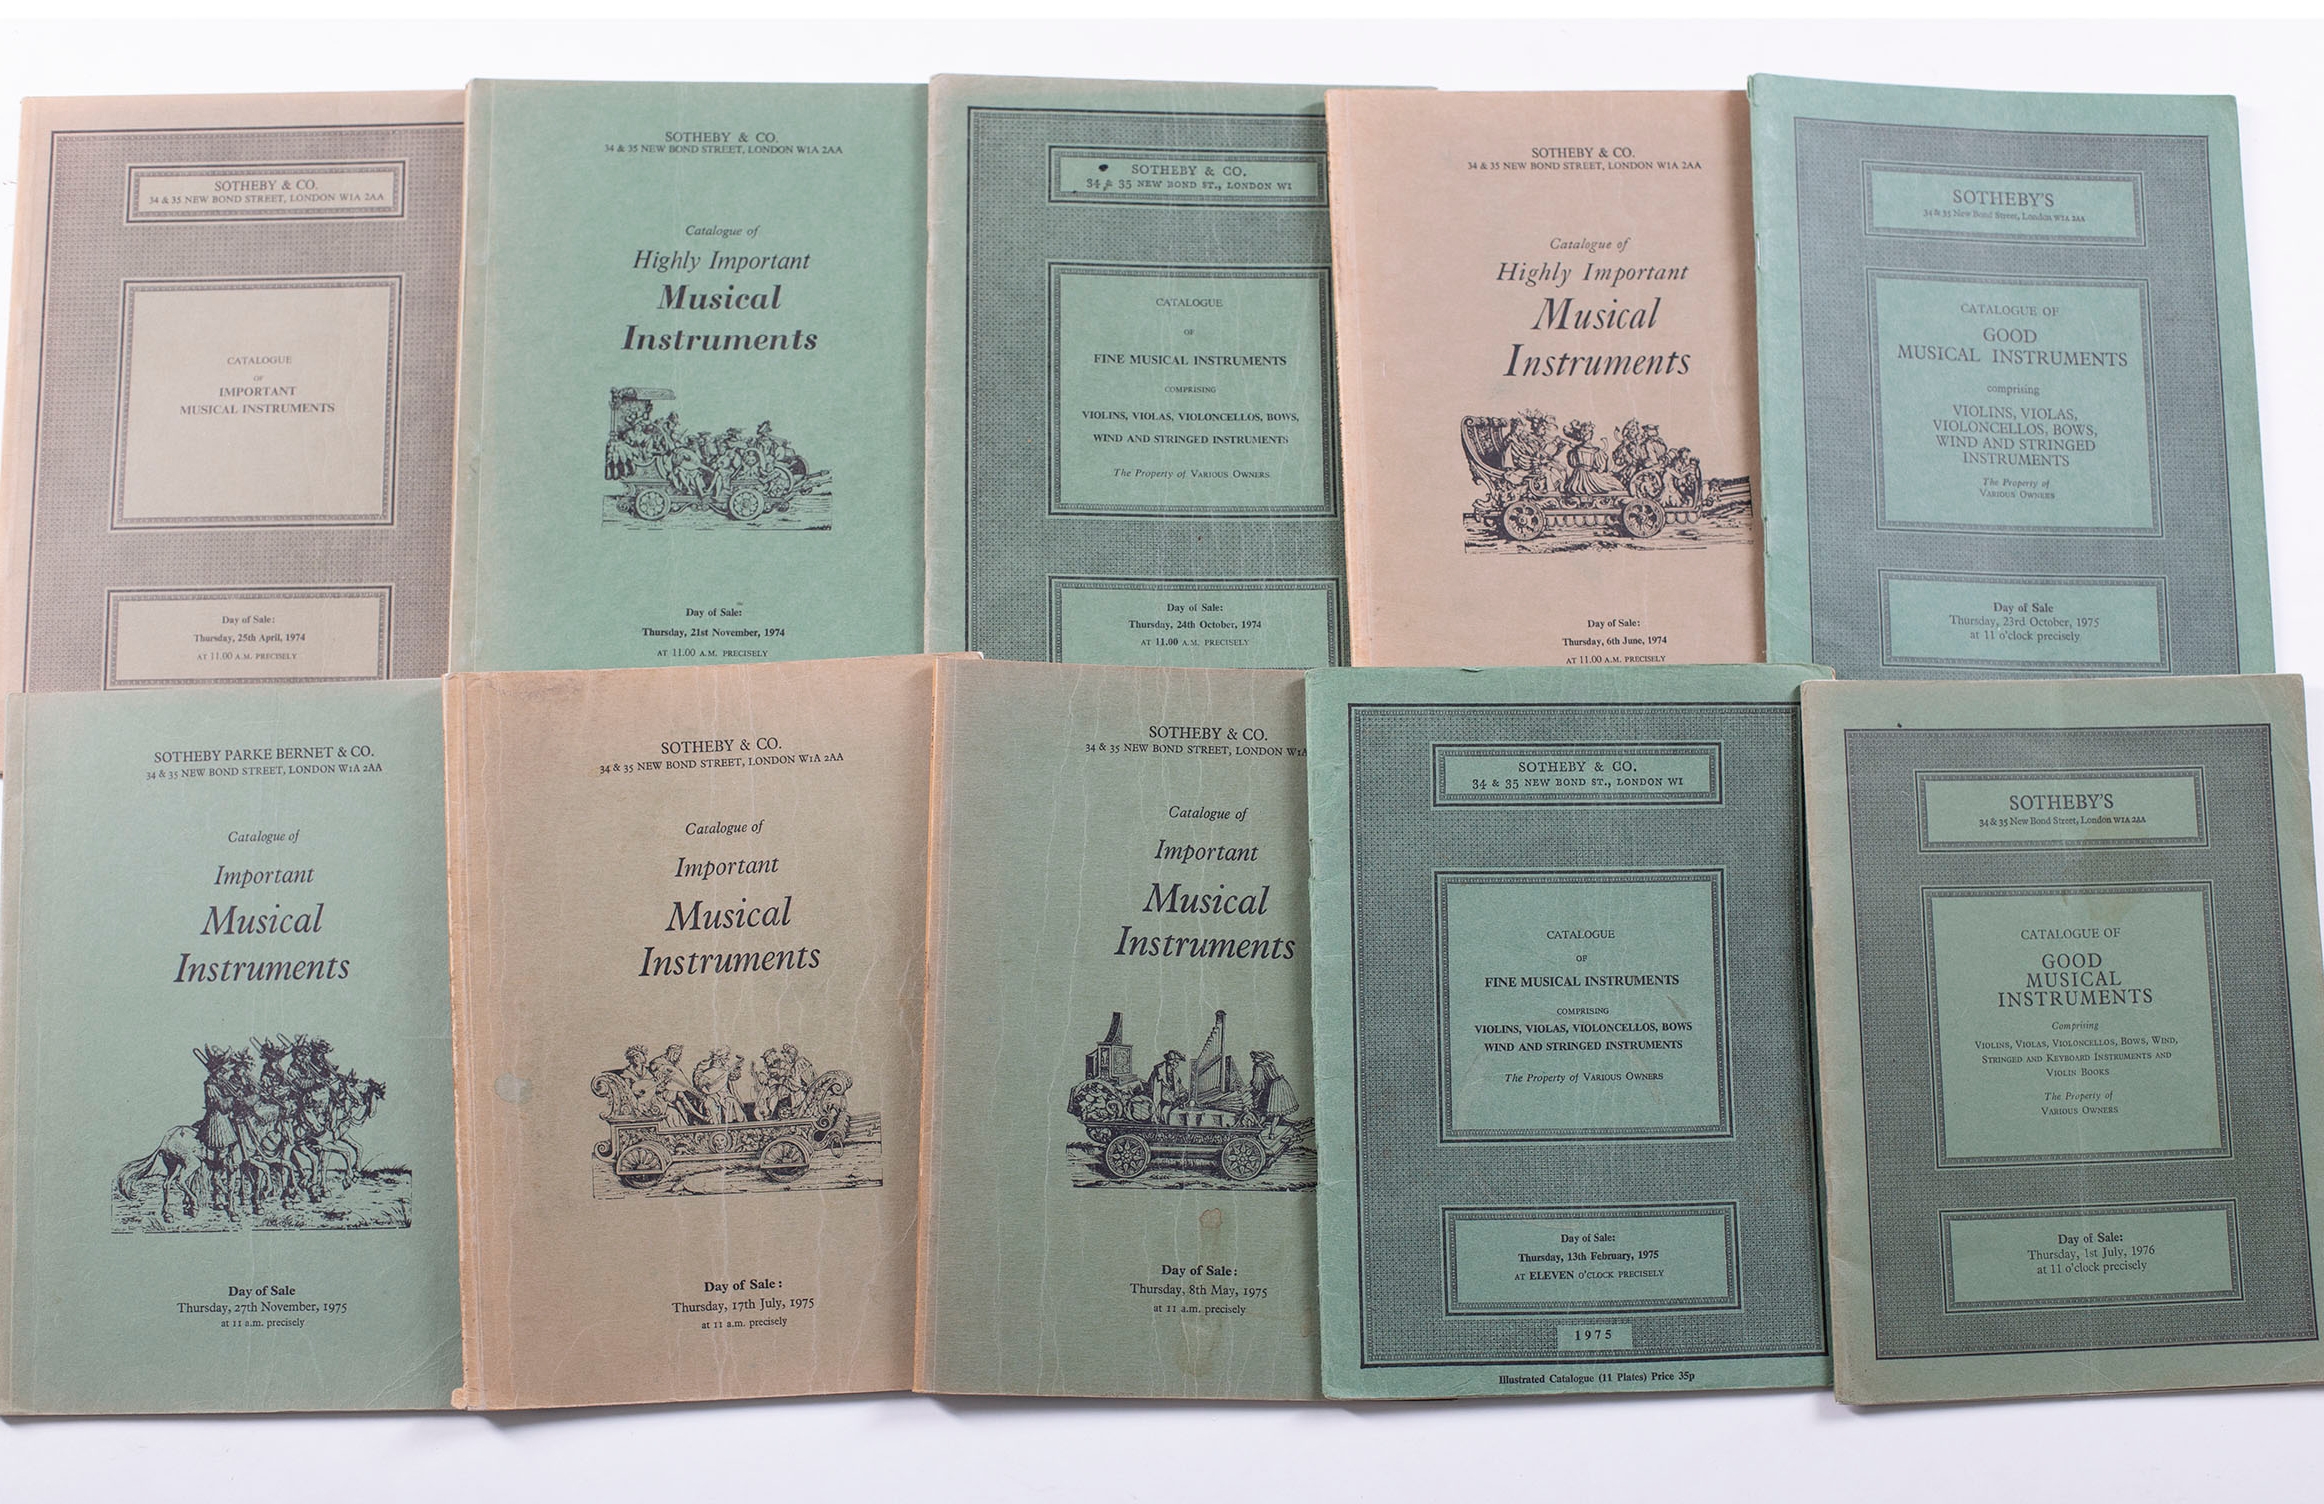 SOTHEBY & CO.
34 & 35 NEW BOND STREET, LONDON W1A 2AA
CATALOGUE
OF
IMPORTANT
MUSICAL INSTRUMENTS
Day of Sale:
Thursday, 25th April, 1974
AT 11.00 A.M. PRECISELY
SOTHEBY & CO.
34 & 35 NEW BOND STREET, LONDON W1A 2AA
Catalogue of
Highly Important
Musical
Instruments
Day of Sale:
Thursday, 21st November, 1974
AT 11.00 A.M. PRECISELY
SOTHEBY & CO.
34 & 35 NEW BOND ST., LONDON W1
CATALOGUE
OF
FINE MUSICAL INSTRUMENTS
COMPRISING
VIOLINS, VIOLAS, VIOLONCELLOS, BOWS,
WIND AND STRINGED INSTRUMENTS
The Property of VARIOUS OWNERS
Day of Sale:
Thursday, 24th October, 1974
AT 11.00 A.M. PRECISELY
SOTHEBY & CO.
34 & 35 NEW BOND STREET, LONDON W1A 2AA
Catalogue of
Highly Important
Musical
Instruments
Day of Sale:
Thursday, 6th June, 1974
AT 11.00 A.M. PRECISELY
SOTHEBY'S
34 & 35 New Bond Street, London W1A 2AA
CATALOGUE OF
GOOD
MUSICAL INSTRUMENTS
comprising
VIOLINS, VIOLAS,
VIOLONCELLOS, BOWS,
WIND AND STRINGED
INSTRUMENTS
The Property of
VARIOUS OWNERS
Day of Sale
Thursday, 23rd October, 1975
at 11 o'clock precisely
SOTHEBY PARKE BERNET & CO.
34 & 35 NEW BOND STREET, LONDON W1A 2AA
Catalogue of
Important
Musical
Instruments
Day of Sale
Thursday, 27th November, 1975
at 11 a.m. precisely
SOTHEBY & CO.
34 & 35 NEW BOND STREET, LONDON W1A 2AA
Catalogue of
Important
Musical
Instruments
Day of Sale:
Thursday, 17th July, 1975
at 11 a.m. precisely
SOTHEBY & CO.
34 & 35 NEW BOND STREET, LONDON W1A
Catalogue of
Important
Musical
Instruments
Day of Sale:
Thursday, 8th May, 1975
at 11 a.m. precisely
SOTHEBY & CO.
34 & 35 NEW BOND ST., LONDON W1
CATALOGUE
OF
FINE MUSICAL INSTRUMENTS
COMPRISING
VIOLINS, VIOLAS, VIOLONCELLOS, BOWS
WIND AND STRINGED INSTRUMENTS
The Property of VARIOUS OWNERS
Day of Sale:
Thursday, 13th February, 1975
AT ELEVEN O'CLOCK PRECISELY
1975
Illustrated Catalogue (11 Plates) Price 35p
SOTHEBY'S
34 & 35 New Bond Street, London W1A 2AA
CATALOGUE OF
GOOD
MUSICAL
INSTRUMENTS
Comprising
VIOLINS, VIOLAS, VIOLONCELLOS, BOWS, WIND,
STRINGED AND KEYBOARD INSTRUMENTS AND
VIOLIN BOOKS
The Property of
VARIOUS OWNERS
Day of Sale:
Thursday, 1st July, 1976
at 11 o'clock precisely